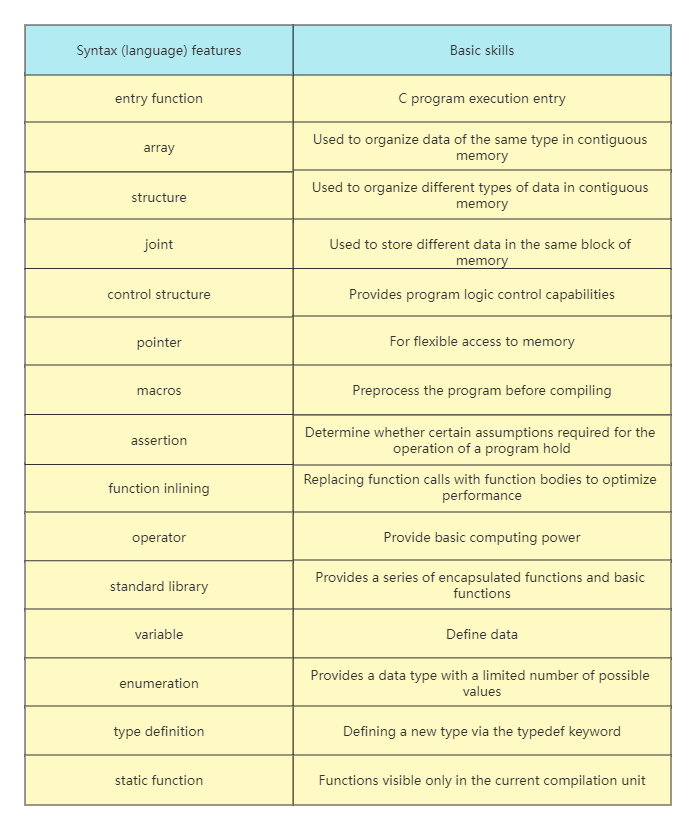 Syntax (language) features
Basic skills
entry function
C program execution entry
array
Used to organize data of the same type in contiguous
memory
structure
Used to organize different types of data in contiguous
memory
joint
Used to store different data in the same block of
memory
control structure
Provides program logic control capabilities
pointer
For flexible access to memory
macros
Preprocess the program before compiling
assertion
Determine whether certain assumptions required for the
operation of a program hold
function inlining
Replacing function calls with function bodies to optimize
performance
operator
Provide basic computing power
standard library
Provides a series of encapsulated functions and basic
functions
variable
Define data
enumeration
Provides a data type with a limited number of possible
values
type definition
Defining a new type via the typedef keyword
static function
Functions visible only in the current compilation unit